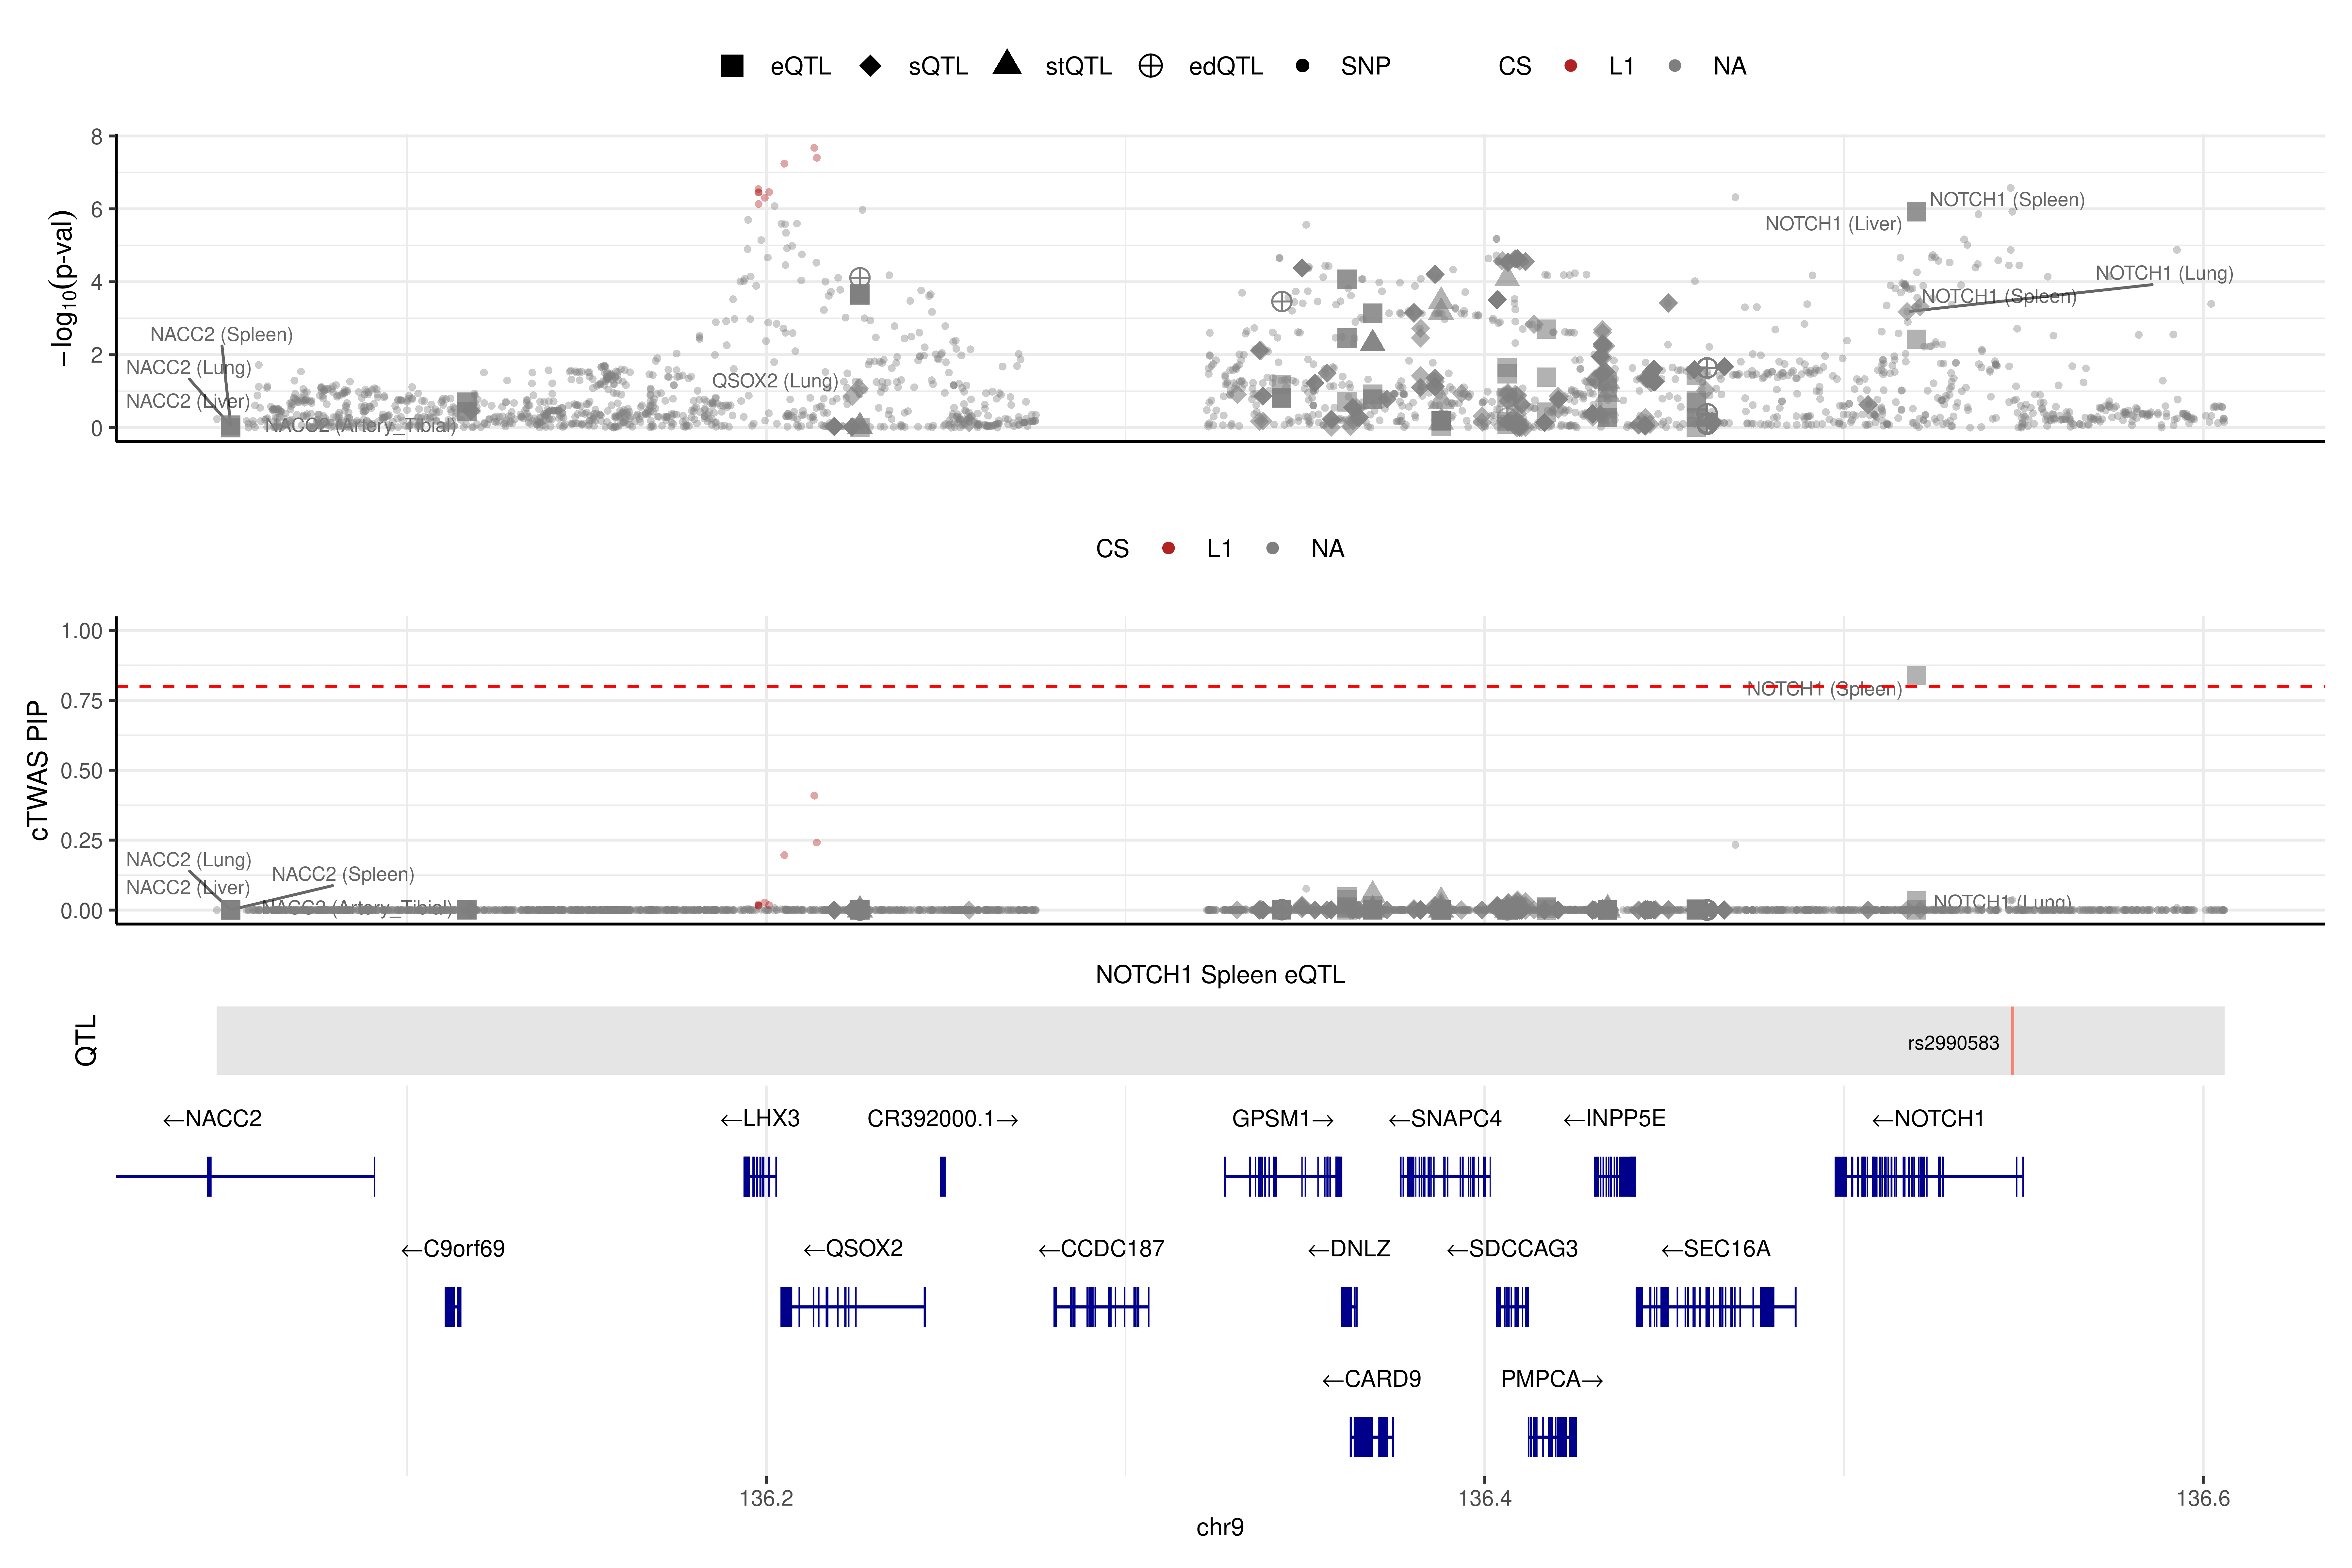 eQTL sQTL stQTL edQTL SNP CS L1 NA
−log10(p-val)
8
6
4
2
0
NOTCH1 (Spleen)
NOTCH1 (Liver)
NOTCH1 (Lung)
NOTCH1 (Spleen)
NACC2 (Spleen)
NACC2 (Lung)
QSOX2 (Lung)
NACC2 (Liver)
NACC2 (Artery_Tibial)
CS L1 NA
cTWAS PIP
1.00
0.75
0.50
0.25
0.00
NOTCH1 (Spleen)
NACC2 (Lung)
NACC2 (Spleen)
NACC2 (Liver)
NACC2 (Artery_Tibial)
NOTCH1 (Lung)
NOTCH1 Spleen eQTL
QTL
rs2990583
←NACC2 ←LHX3 CR392000.1→ GPSM1→ ←SNAPC4 ←INPP5E ←NOTCH1
←C9orf69 ←QSOX2 ←CCDC187 ←DNLZ ←SDCCAG3 ←SEC16A
←CARD9 PMPCA→
136.2 136.4 136.6
chr9